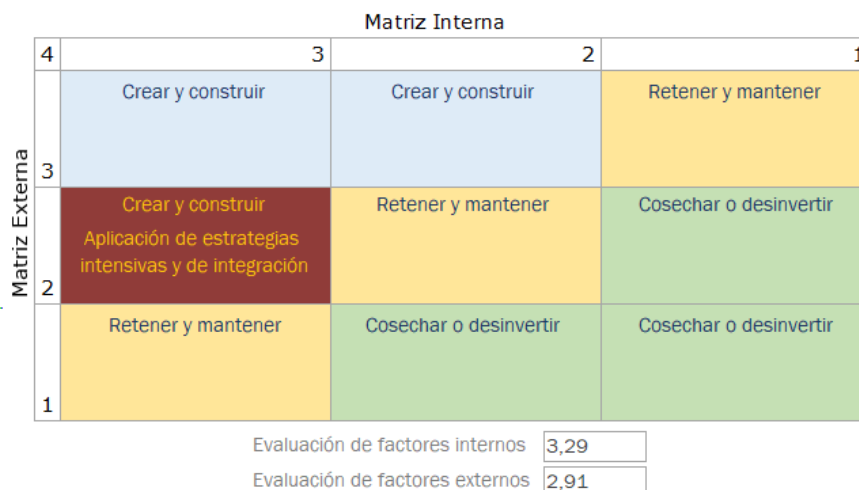 Matriz Interna
4 3 2 1
Crear y construir Crear y construir Retener y mantener
3
Matriz Externa
Crear y construir Retener y mantener Cosechar o desinvertir
Aplicación de estrategias
intensivas y de integración
2
Retener y mantener Cosechar o desinvertir Cosechar o desinvertir
1
Evaluación de factores internos 3,29
Evaluación de factores externos 2,91